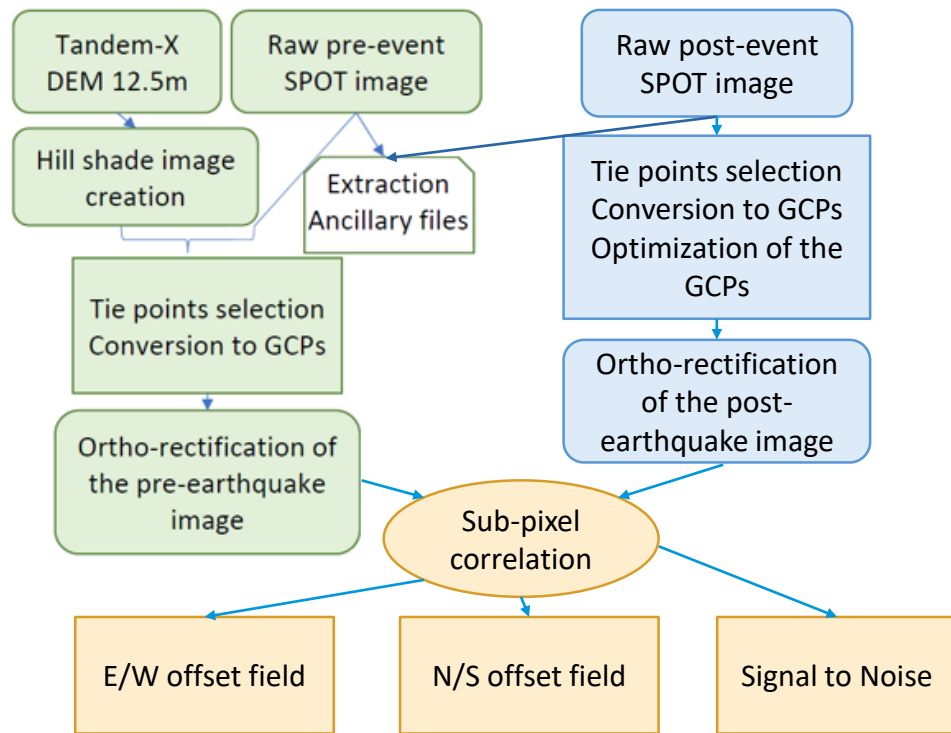 Tandem-X
DEM 12.5m
Raw pre-event
SPOT image
Raw post-event
SPOT image
Hill shade image
creation
Extraction
Ancillary files
Tie points selection
Conversion to GCPs
Optimization of the
GCPs
Tie points selection
Conversion to GCPs
Ortho-rectification
of the post-
earthquake image
Ortho-rectification of
the pre-earthquake
image
Sub-pixel
correlation
E/W offset field
N/S offset field
Signal to Noise